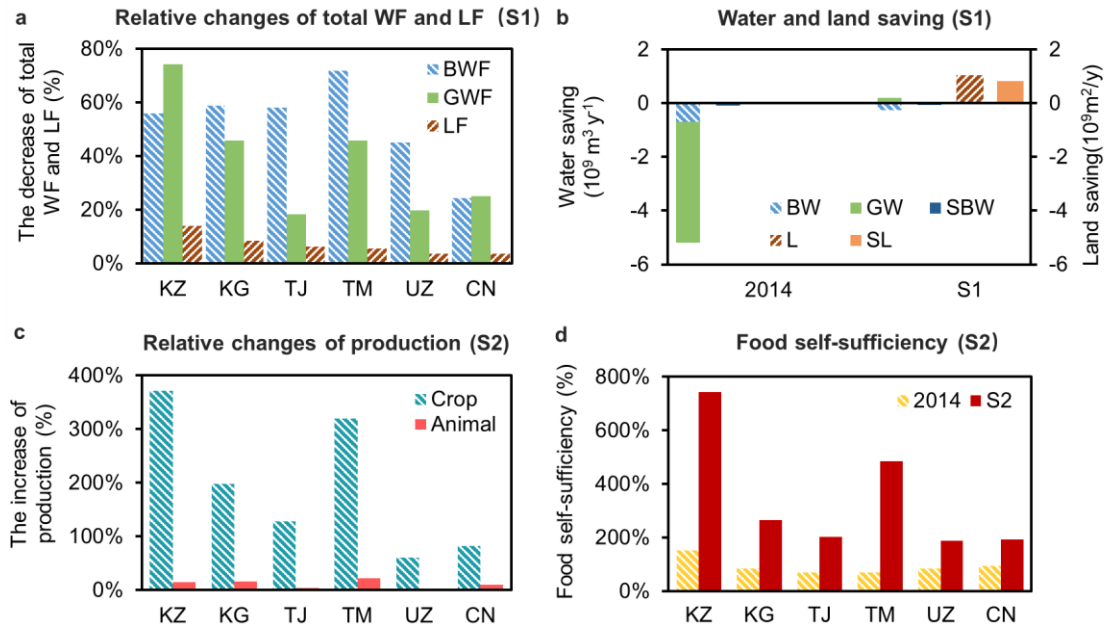 a Relative changes of total WF and LF (S1)
The decrease of total
WF and LF (%)
80%
60%
40%
20%
0%
BWF
GWF
LF
KZ KG TJ TM UZ CN
b Water and land saving (S1)
Water saving
(10⁹ m³ y⁻¹)
2
0
-2
-4
-6
BW GW SBW
L SL
2014 S1
2
0
-2
-4
-6
Land saving(10⁹m²/y)
c Relative changes of production (S2)
The increase of
production (%)
400%
300%
200%
100%
0%
Crop
Animal
KZ KG TJ TM UZ CN
d Food self-sufficiency (S2)
Food self-sufficiency (%)
800%
600%
400%
200%
0%
2014 S2
KZ KG TJ TM UZ CN